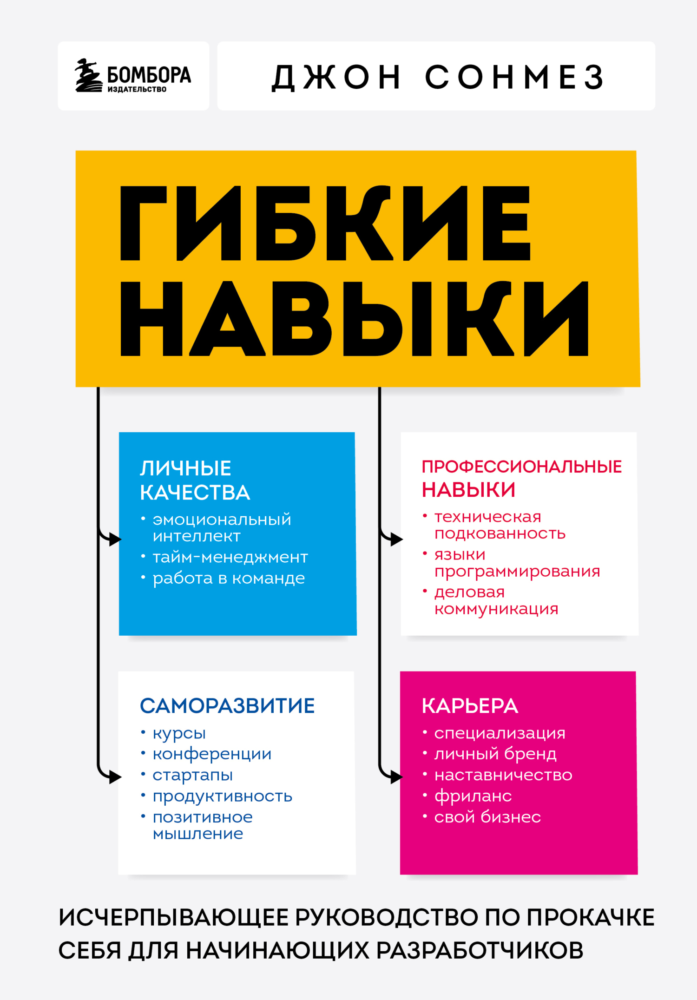 БОМБОРА
ИЗДАТЕЛЬСТВО
ДЖОН СОНМЕЗ
ГИБКИЕ
НАВЫКИ
ЛИЧНЫЕ
КАЧЕСТВА
• эмоциональный
интеллект
• тайм-менеджмент
• работа в команде
ПРОФЕССИОНАЛЬНЫЕ
НАВЫКИ
• техническая
подкованность
• языки
программирования
• деловая
коммуникация
САМОРАЗВИТИЕ
• курсы
• конференции
• стартапы
• продуктивность
• позитивное
мышление
КАРЬЕРА
• специализация
• личный бренд
• наставничество
• фриланс
• свой бизнес
ИСЧЕРПЫВАЮЩЕЕ РУКОВОДСТВО ПО ПРОКАЧКЕ
СЕБЯ ДЛЯ НАЧИНАЮЩИХ РАЗРАБОТЧИКОВ